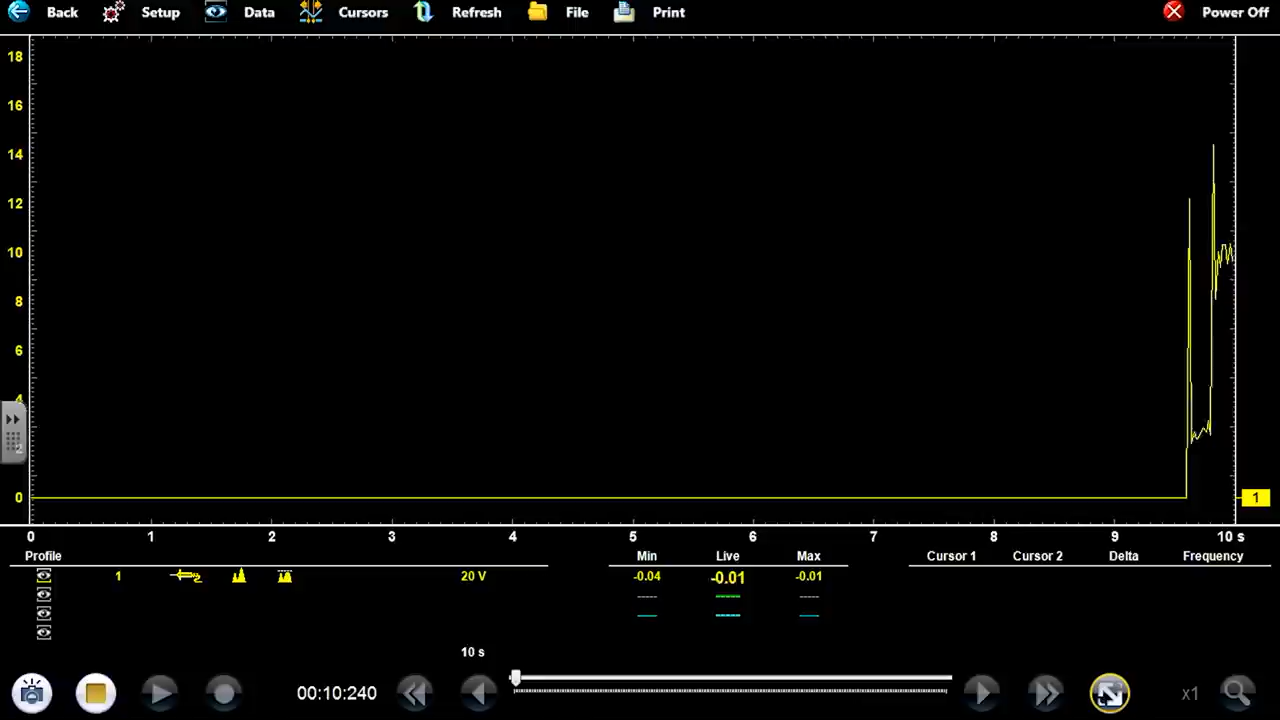 Back Setup Data Cursors Refresh File Print Power Off
18
16
14
12
10
8
6
4
2
0
1
0 1 2 3 4 5 6 7 8 9 10 s
Profile Min Live Max Cursor 1 Cursor 2 Delta Frequency
1 20 V -0.04 -0.01 -0.01
10 s
00:10:240 x1